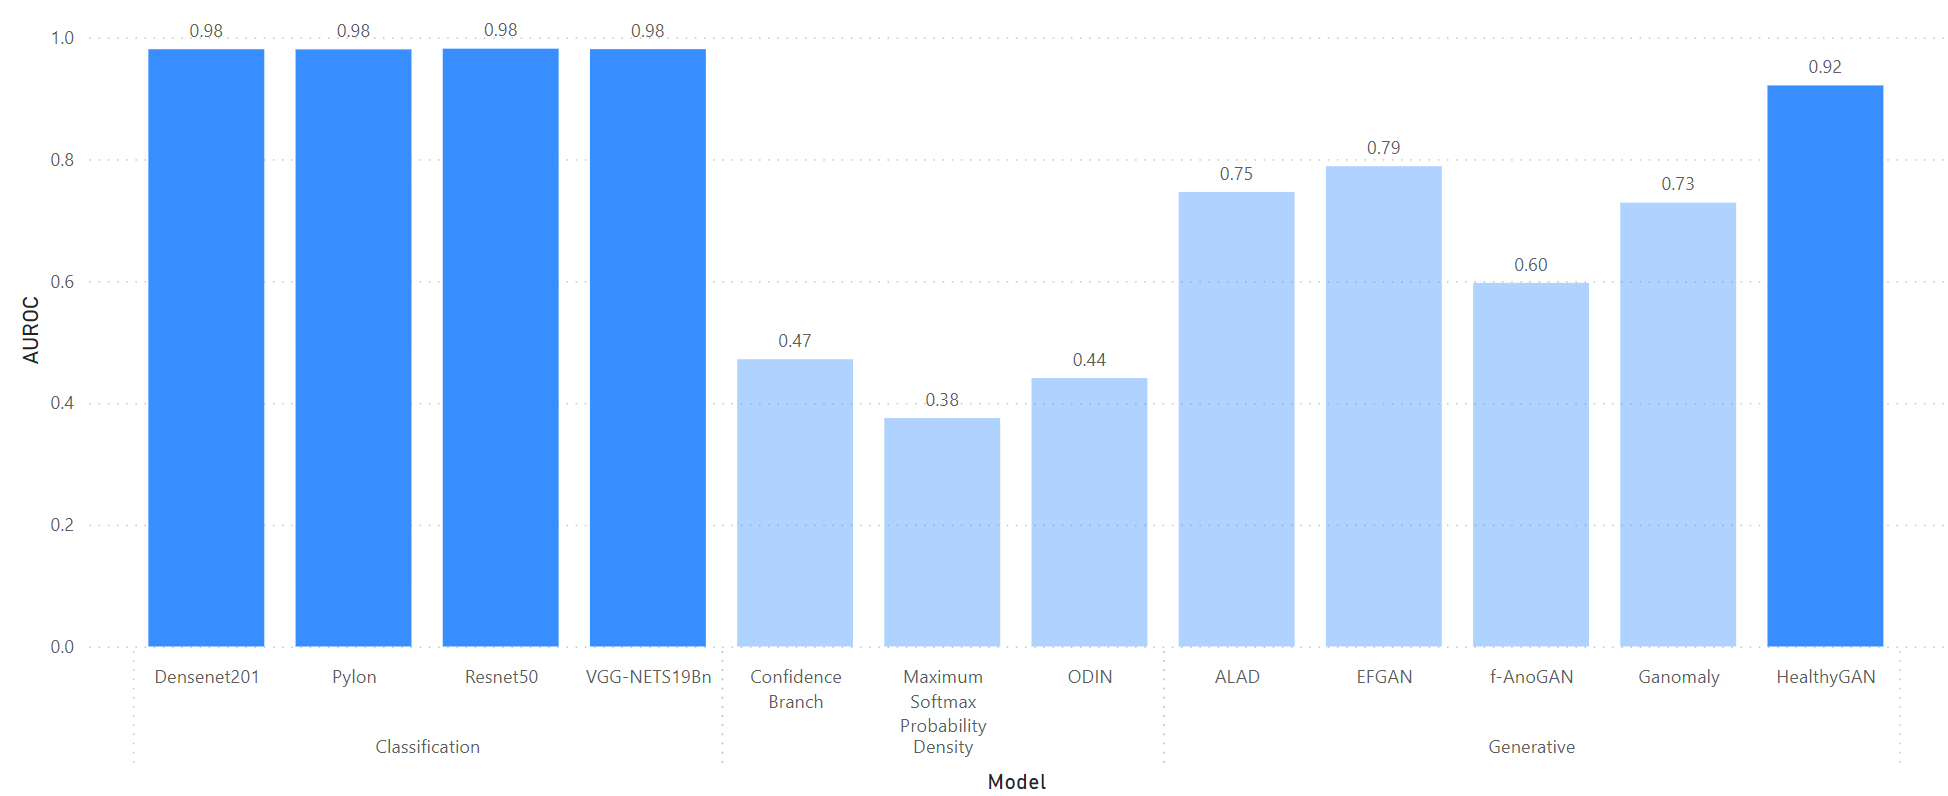 0.98
0.98
0.98
0.98
0.47
0.38
0.44
0.75
0.79
0.60
0.73
0.92
1.0
0.8
0.6
0.4
0.2
0.0
AUROC
Densenet201
Pylon
Resnet50
VGG-NETS19Bn
Confidence
Branch
Maximum
Softmax
Probability
ODIN
ALAD
EFGAN
f-AnoGAN
Ganomaly
HealthyGAN
Classification
Density
Generative
Model